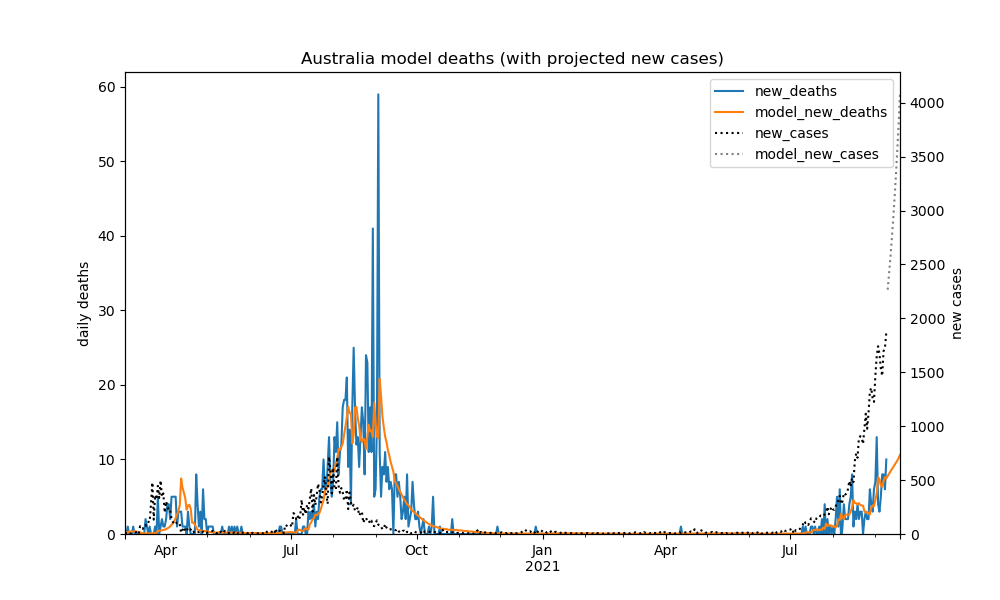 Australia model deaths (with projected new cases)
daily deaths
60
50
40
30
20
10
0
new_deaths
model_new_deaths
new_cases
model_new_cases
4000
3500
3000
2500
2000
1500
1000
500
0
new cases
Apr Jul Oct Jan Apr Jul
2021